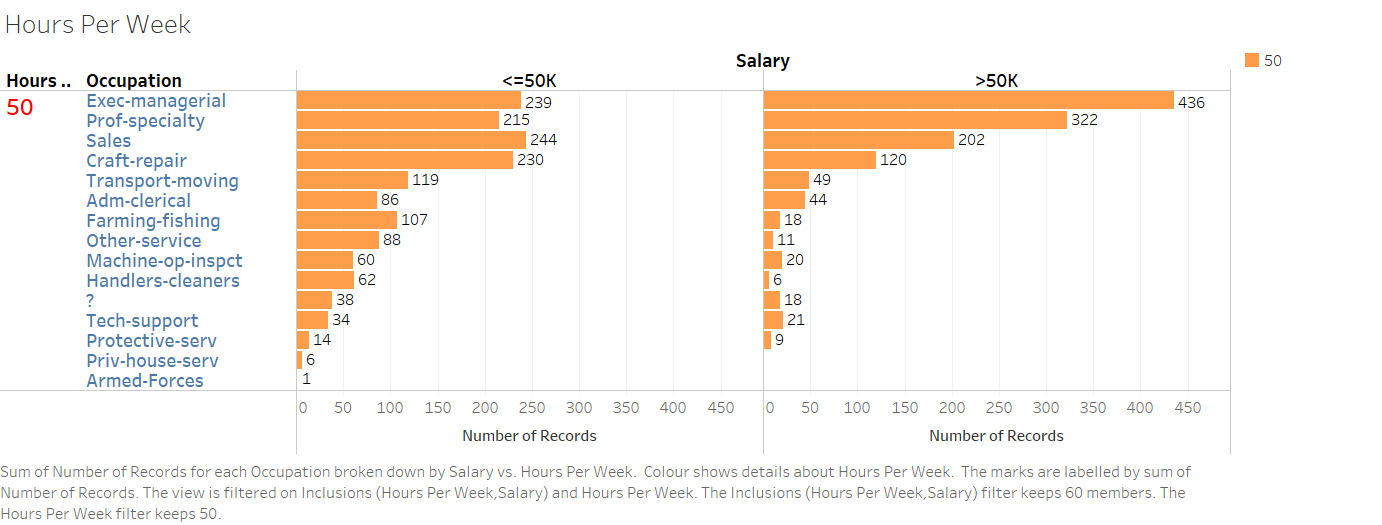 Hours Per Week
Salary
50
Hours .. Occupation <=50K >50K
50
Exec-managerial 239 436
Prof-specialty 215 322
Sales 244 202
Craft-repair 230 120
Transport-moving 119 49
Adm-clerical 86 44
Farming-fishing 107 18
Other-service 88 11
Machine-op-inspct 60 20
Handlers-cleaners 62 6
? 38 18
Tech-support 34 21
Protective-serv 14 9
Priv-house-serv 6
Armed-Forces 1
0 50 100 150 200 250 300 350 400 450 0 50 100 150 200 250 300 350 400 450
Number of Records Number of Records
Sum of Number of Records for each Occupation broken down by Salary vs. Hours Per Week. Colour shows details about Hours Per Week. The marks are labelled by sum of
Number of Records. The view is filtered on Inclusions (Hours Per Week,Salary) and Hours Per Week. The Inclusions (Hours Per Week,Salary) filter keeps 60 members. The
Hours Per Week filter keeps 50.